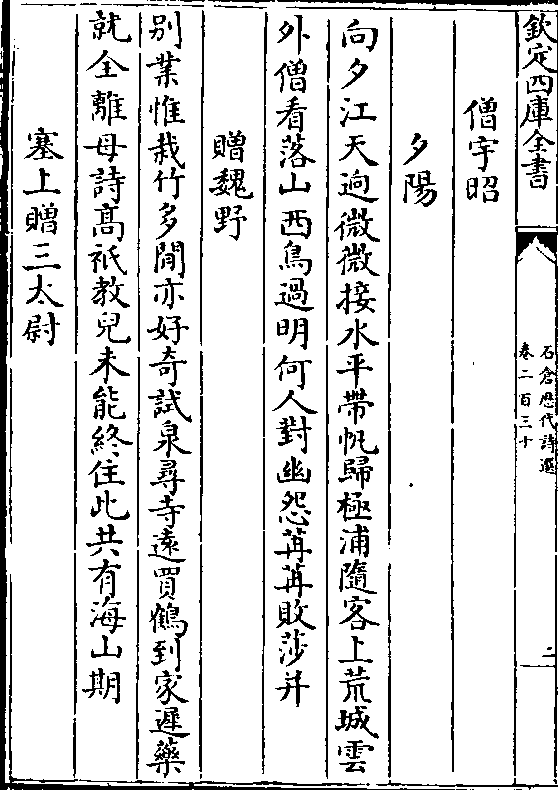 欽定四庫全書
石倉歴代詩選
卷二百三十
二
僧宇昭
夕陽
向夕江天逈微微接水平帶帆歸極浦隨客上荒城雲
外僧看落山西鳥過明何人對幽怨苒苒敗莎并
贈魏野
别業惟栽竹多閒亦好奇試泉尋寺遠買鶴到家遲藥
就全離母詩髙祇教兒未能終住此共有海山期
塞上贈三太尉